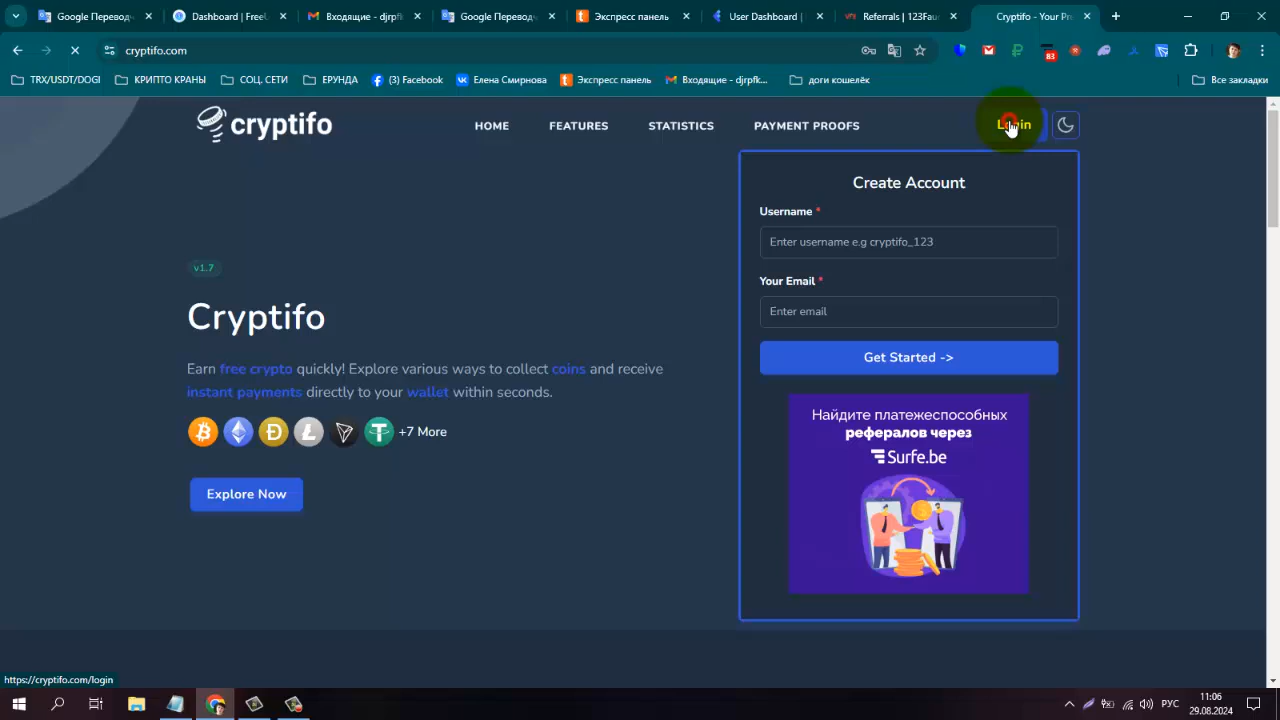 Google Перевод
Dashboard | FreeU
Входящие - djrpfk
Google Переводч
Экспресс панель
User Dashboard |
Referrals | 123Fau
Cryptifo - Your Pr
cryptifo.com
83
TRX/USDT/DOGI
КРИПТО КРАНЫ
СОЦ. СЕТИ
ЕРУНДА
(3) Facebook
Елена Смирнова
Экспресс панель
Входящие - djrpfk...
доги кошелёк
Все закладки
cryptifo
HOME
FEATURES
STATISTICS
PAYMENT PROOFS
Login
Create Account
Username *
Enter username e.g cryptifo_123
Your Email *
Enter email
Get Started ->
v1.7
Cryptifo
Earn free crypto quickly! Explore various ways to collect coins and receive
instant payments directly to your wallet within seconds.
+7 More
Explore Now
Найдите платежеспособных
рефералов через
Surfe.be
https://cryptifo.com/login
РУС
11:06
29.08.2024